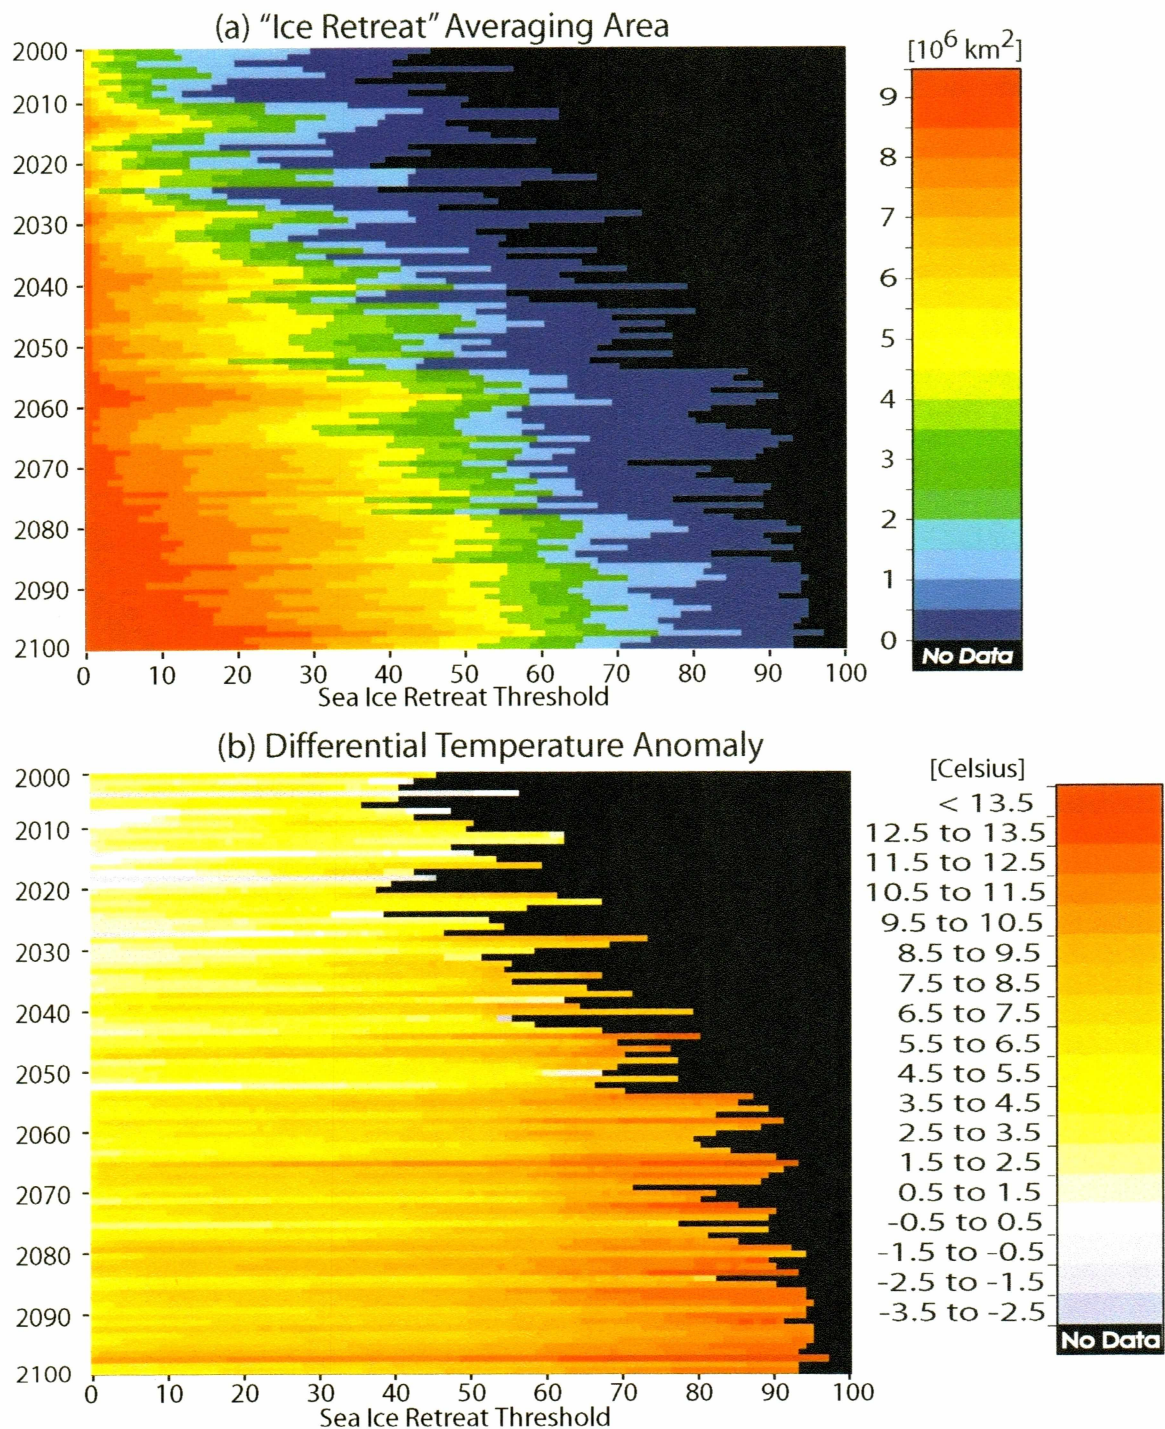 (a) “Ice Retreat” Averaging Area
[10⁶ km²]
2000
2010
2020
2030
2040
2050
2060
2070
2080
2090
2100
0 10 20 30 40 50 60 70 80 90 100
Sea Ice Retreat Threshold
9
8
7
6
5
4
3
2
1
0
No Data
(b) Differential Temperature Anomaly
[Celsius]
2000
2010
2020
2030
2040
2050
2060
2070
2080
2090
2100
0 10 20 30 40 50 60 70 80 90 100
Sea Ice Retreat Threshold
< 13.5
12.5 to 13.5
11.5 to 12.5
10.5 to 11.5
9.5 to 10.5
8.5 to 9.5
7.5 to 8.5
6.5 to 7.5
5.5 to 6.5
4.5 to 5.5
3.5 to 4.5
2.5 to 3.5
1.5 to 2.5
0.5 to 1.5
-0.5 to 0.5
-1.5 to -0.5
-2.5 to -1.5
-3.5 to -2.5
No Data